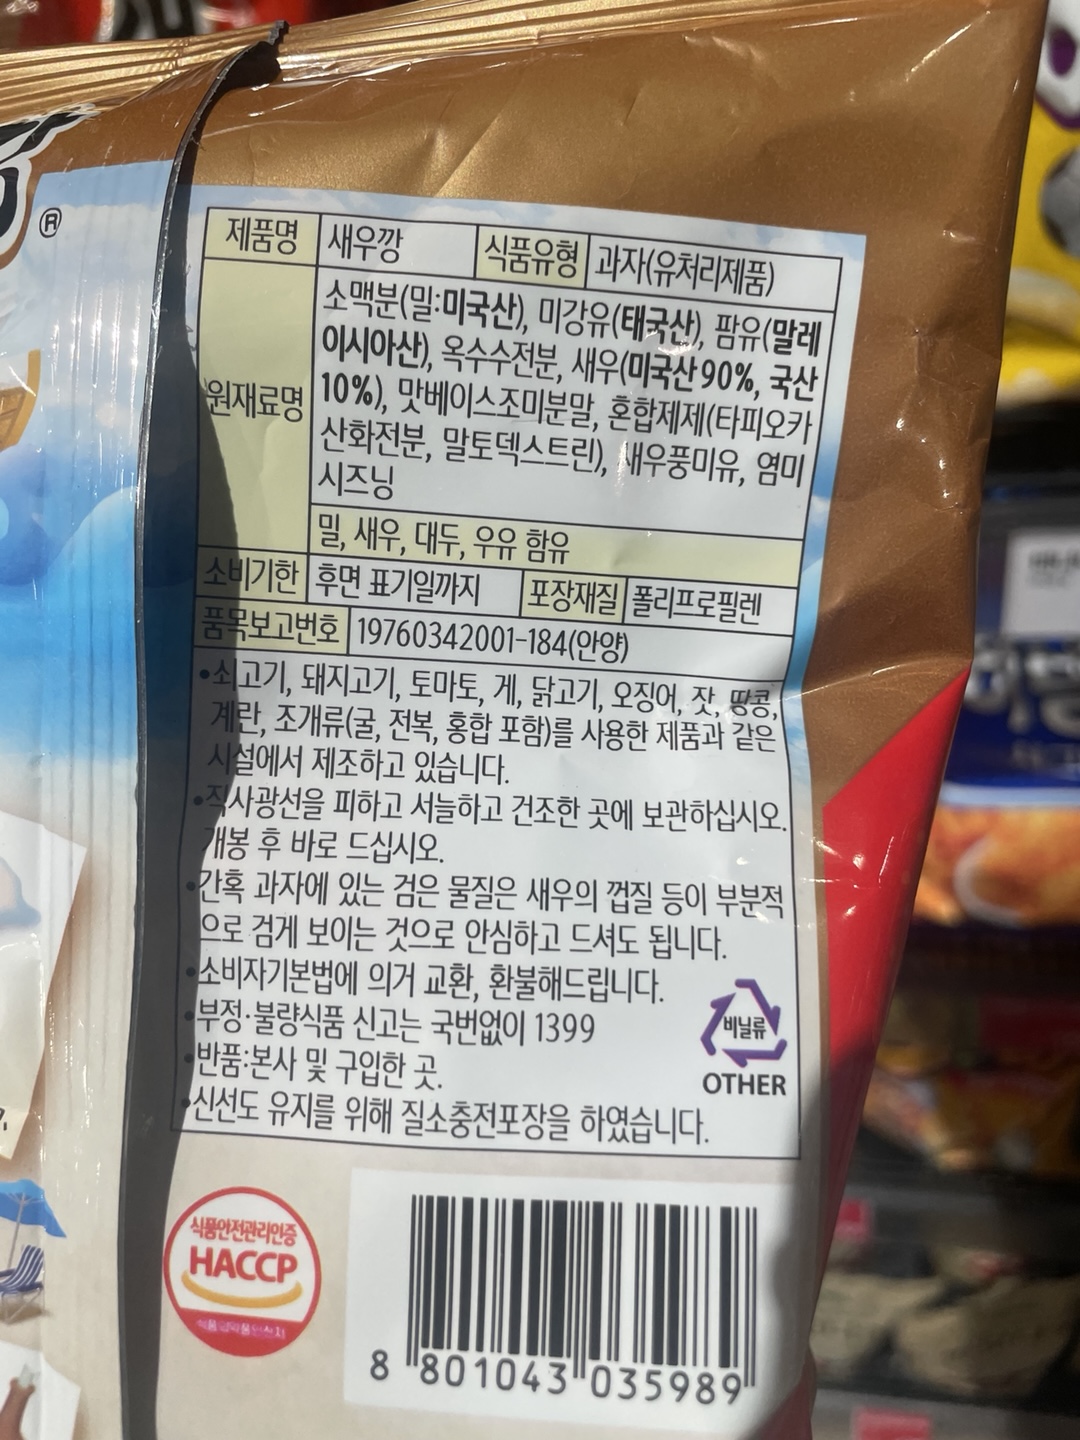 ®
제품명 새우깡 식품유형 과자(유처리제품)
원재료명
소맥분(밀:미국산), 미강유(태국산), 팜유(말레
이시아산), 옥수수전분, 새우(미국산 90%, 국산
10%), 맛베이스조미분말, 혼합제제(타피오카
산화전분, 말토덱스트린), 새우풍미유, 염미
시즈닝
밀, 새우, 대두, 우유 함유
소비기한 후면 표기일까지 포장재질 폴리프로필렌
품목보고번호 19760342001-184(안양)
•쇠고기, 돼지고기, 토마토, 게, 닭고기, 오징어, 잣, 땅콩,
계란, 조개류(굴, 전복, 홍합 포함)를 사용한 제품과 같은
시설에서 제조하고 있습니다.
•직사광선을 피하고 서늘하고 건조한 곳에 보관하십시오.
개봉 후 바로 드십시오.
•간혹 과자에 있는 검은 물질은 새우의 껍질 등이 부분적
으로 검게 보이는 것으로 안심하고 드셔도 됩니다.
•소비자기본법에 의거 교환, 환불해드립니다.
•부정·불량식품 신고는 국번없이 1399
•반품:본사 및 구입한 곳.
•신선도 유지를 위해 질소충전포장을 하였습니다.
비닐류
OTHER
식품안전관리인증
HACCP
식품의약품안전처
8 801043 035989